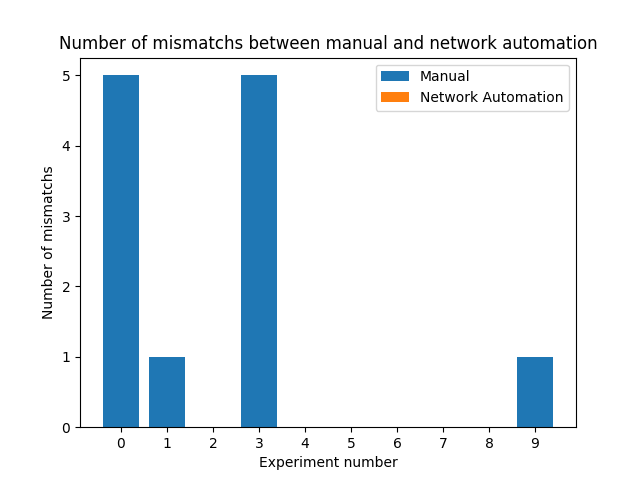 Number of mismatchs between manual and network automation
Manual
Network Automation
5
4
3
2
1
0
Number of mismatchs
0 1 2 3 4 5 6 7 8 9
Experiment number